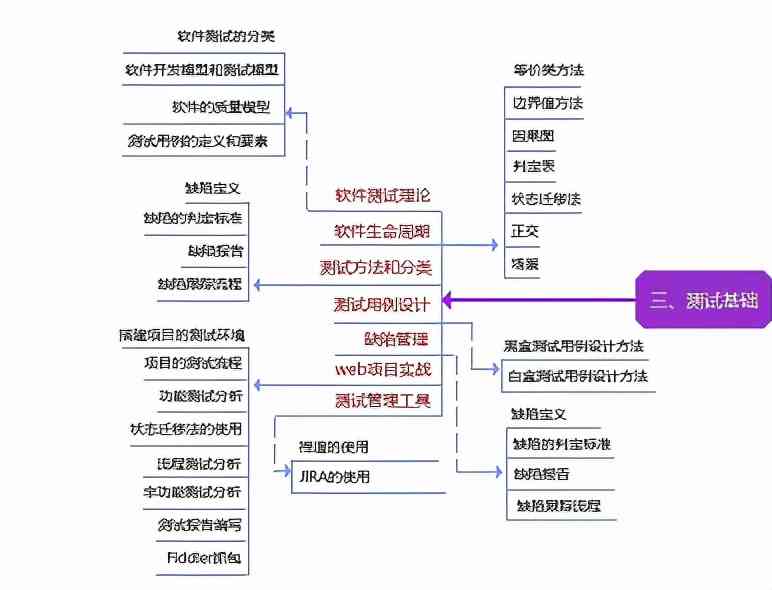 三、测试基础
软件测试理论
软件生命周期
测试方法和分类
测试用例设计
缺陷管理
web项目实战
测试管理工具
软件测试的分类
软件开发模型和测试模型
软件的质量模型
测试用例的定义和要素
缺陷定义
缺陷的判定标准
缺陷报告
缺陷跟踪流程
搭建项目的测试环境
项目的测试流程
功能测试分析
状态迁移法的使用
流程测试分析
全功能测试分析
测试报告编写
Fiddler抓包
禅道的使用
JIRA的使用
等价类方法
边界值方法
因果图
判定表
状态迁移法
正交
场景
黑盒测试用例设计方法
白盒测试用例设计方法
缺陷定义
缺陷的判定标准
缺陷报告
缺陷跟踪流程